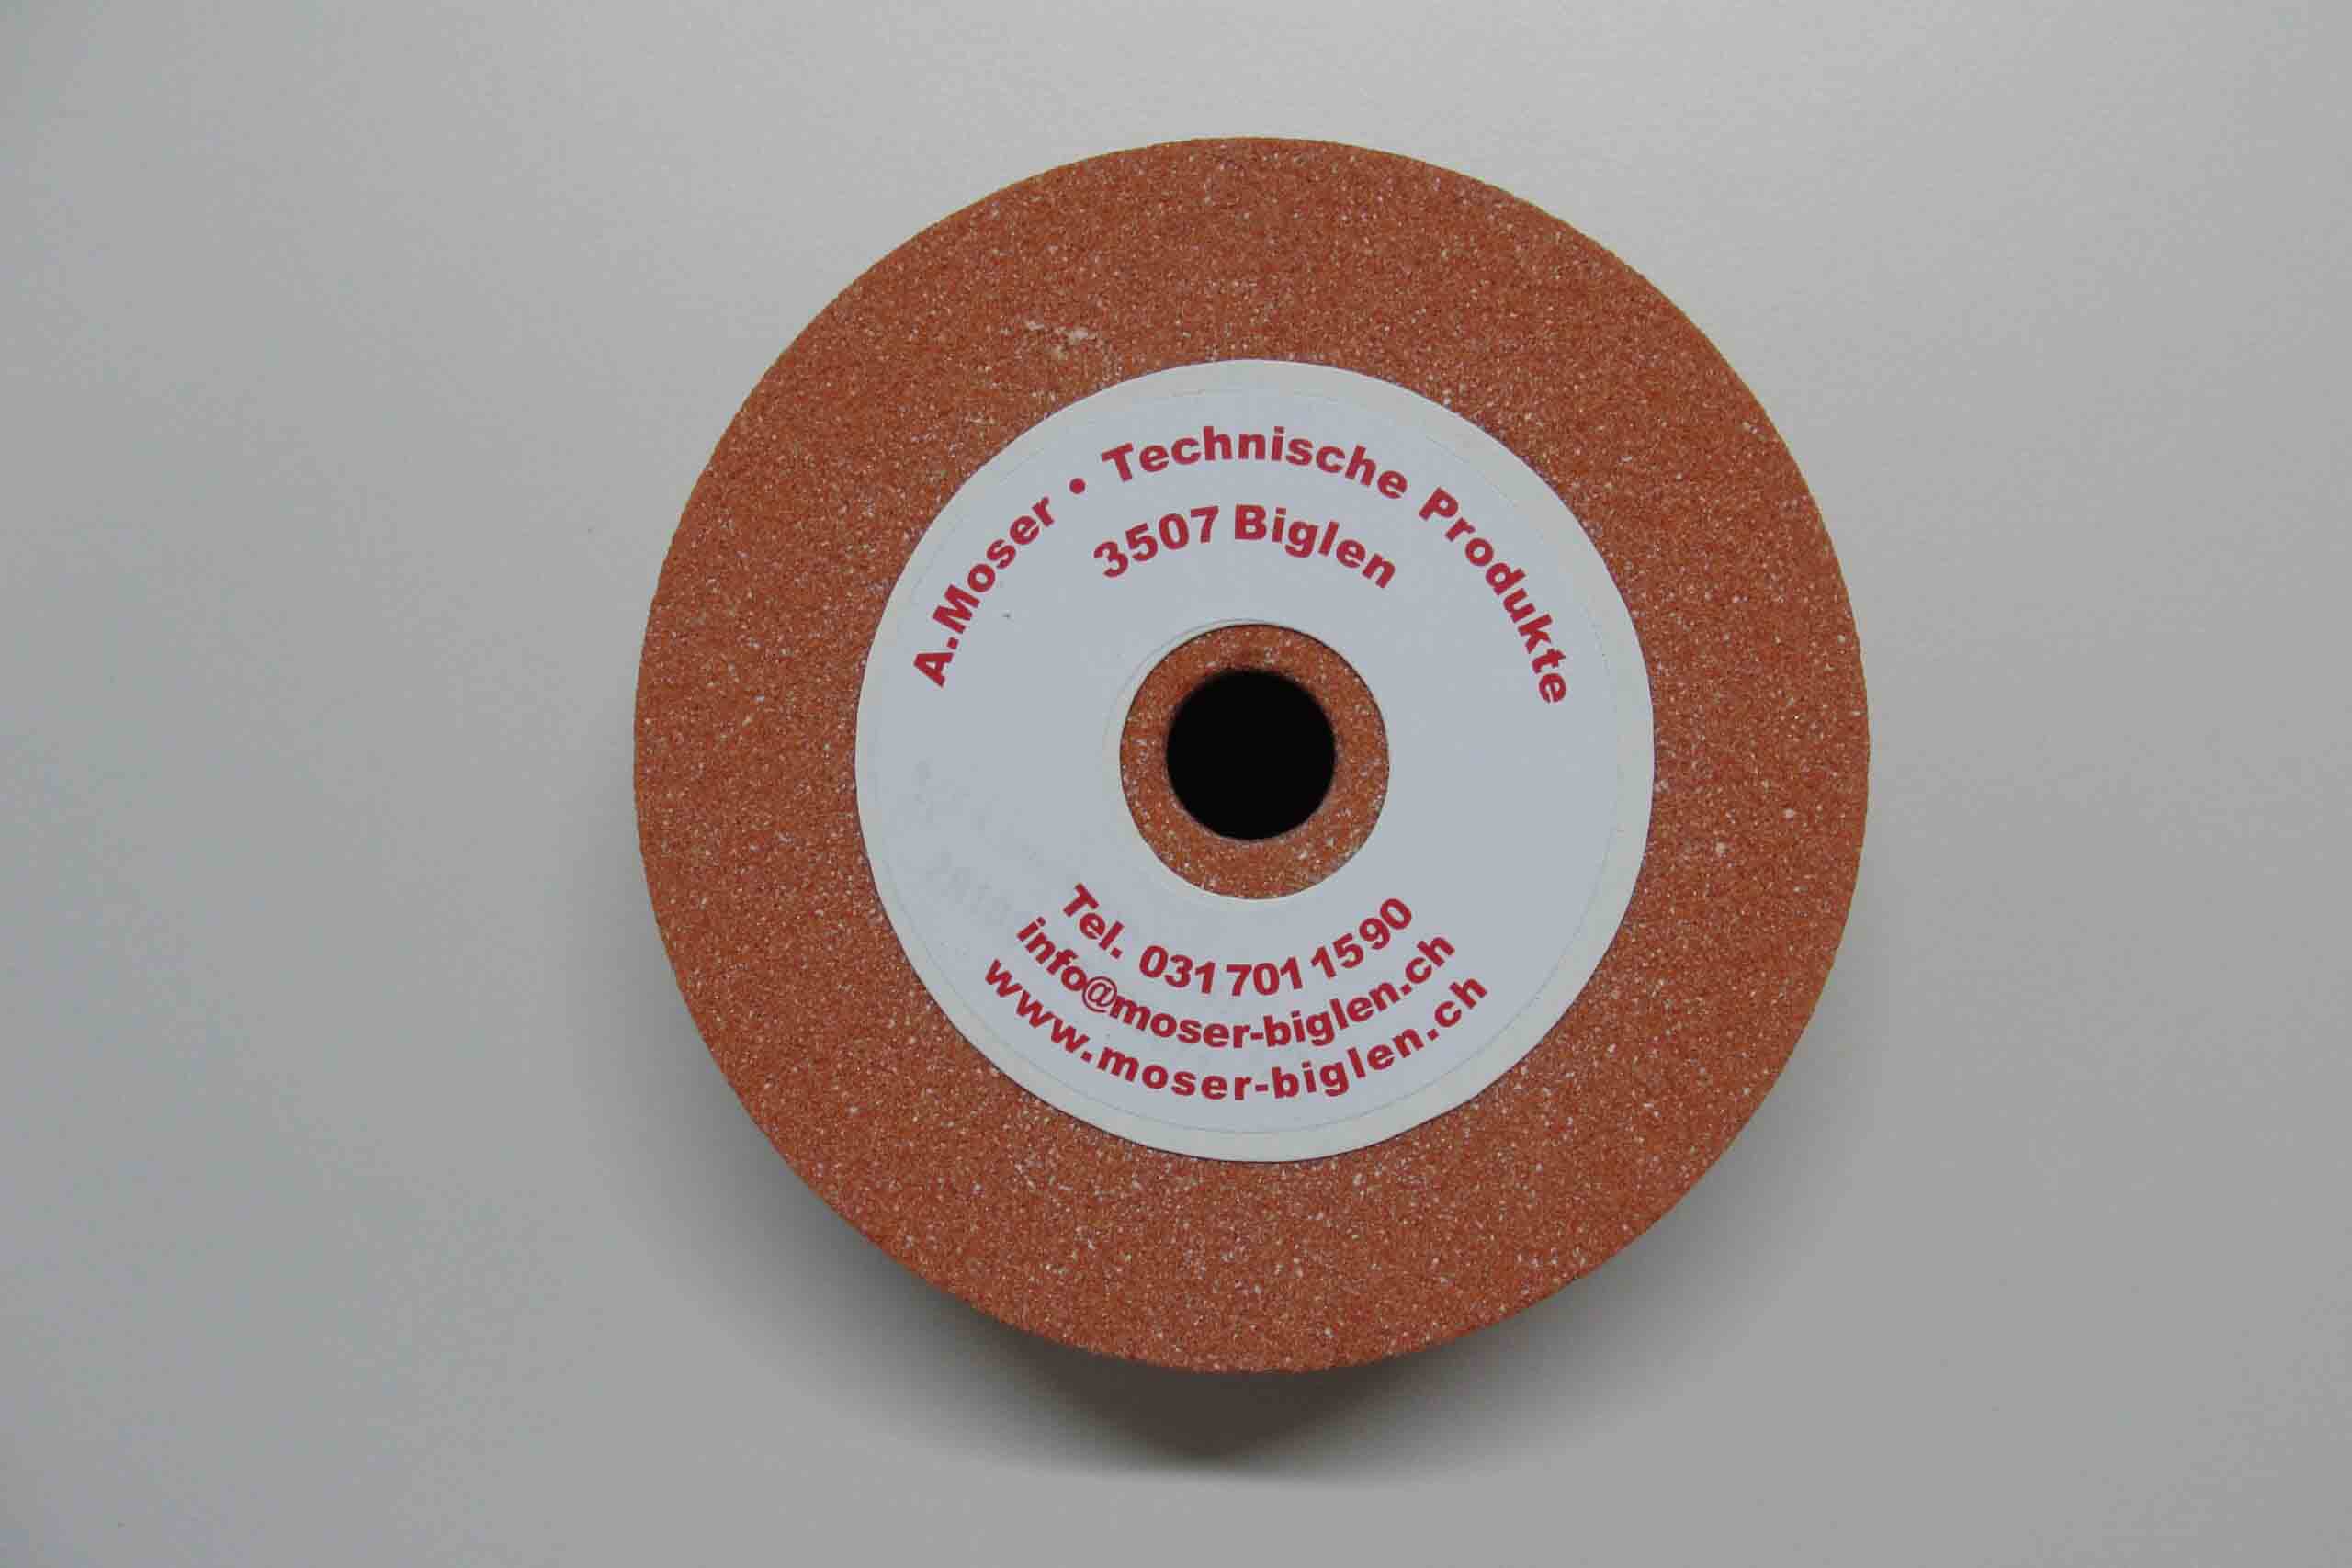 A.Moser • Technische Produkte
3507 Biglen
Tel. 031 701 15 90
info@moser-biglen.ch
www.moser-biglen.ch